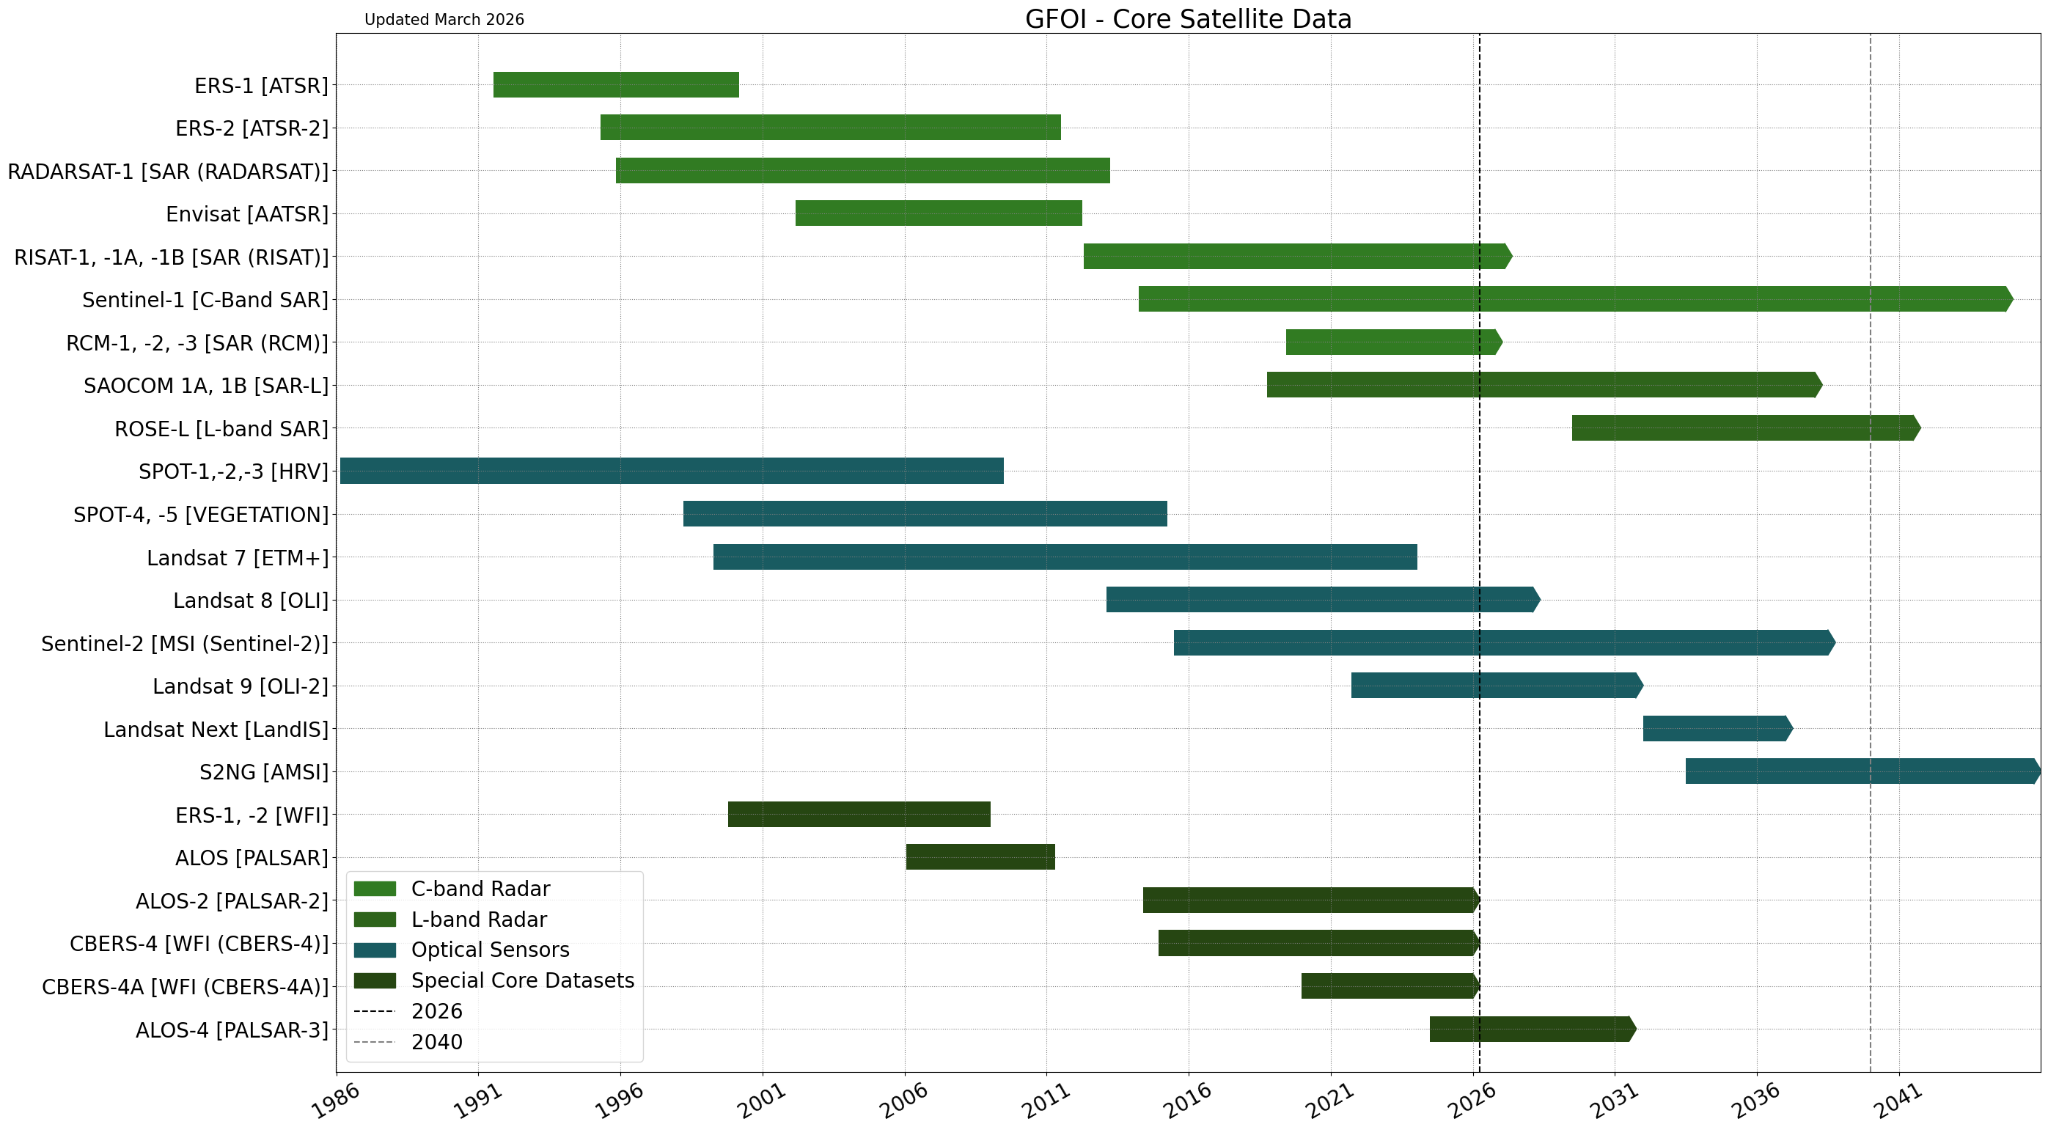 Updated March 2026
GFOI - Core Satellite Data
ERS-1 [ATSR]
ERS-2 [ATSR-2]
RADARSAT-1 [SAR (RADARSAT)]
Envisat [AATSR]
RISAT-1, -1A, -1B [SAR (RISAT)]
Sentinel-1 [C-Band SAR]
RCM-1, -2, -3 [SAR (RCM)]
SAOCOM 1A, 1B [SAR-L]
ROSE-L [L-band SAR]
SPOT-1,-2,-3 [HRV]
SPOT-4, -5 [VEGETATION]
Landsat 7 [ETM+]
Landsat 8 [OLI]
Sentinel-2 [MSI (Sentinel-2)]
Landsat 9 [OLI-2]
Landsat Next [LandIS]
S2NG [AMSI]
ERS-1, -2 [WFI]
ALOS [PALSAR]
ALOS-2 [PALSAR-2]
CBERS-4 [WFI (CBERS-4)]
CBERS-4A [WFI (CBERS-4A)]
ALOS-4 [PALSAR-3]
C-band Radar
L-band Radar
Optical Sensors
Special Core Datasets
2026
2040
1986 1991 1996 2001 2006 2011 2016 2021 2026 2031 2036 2041